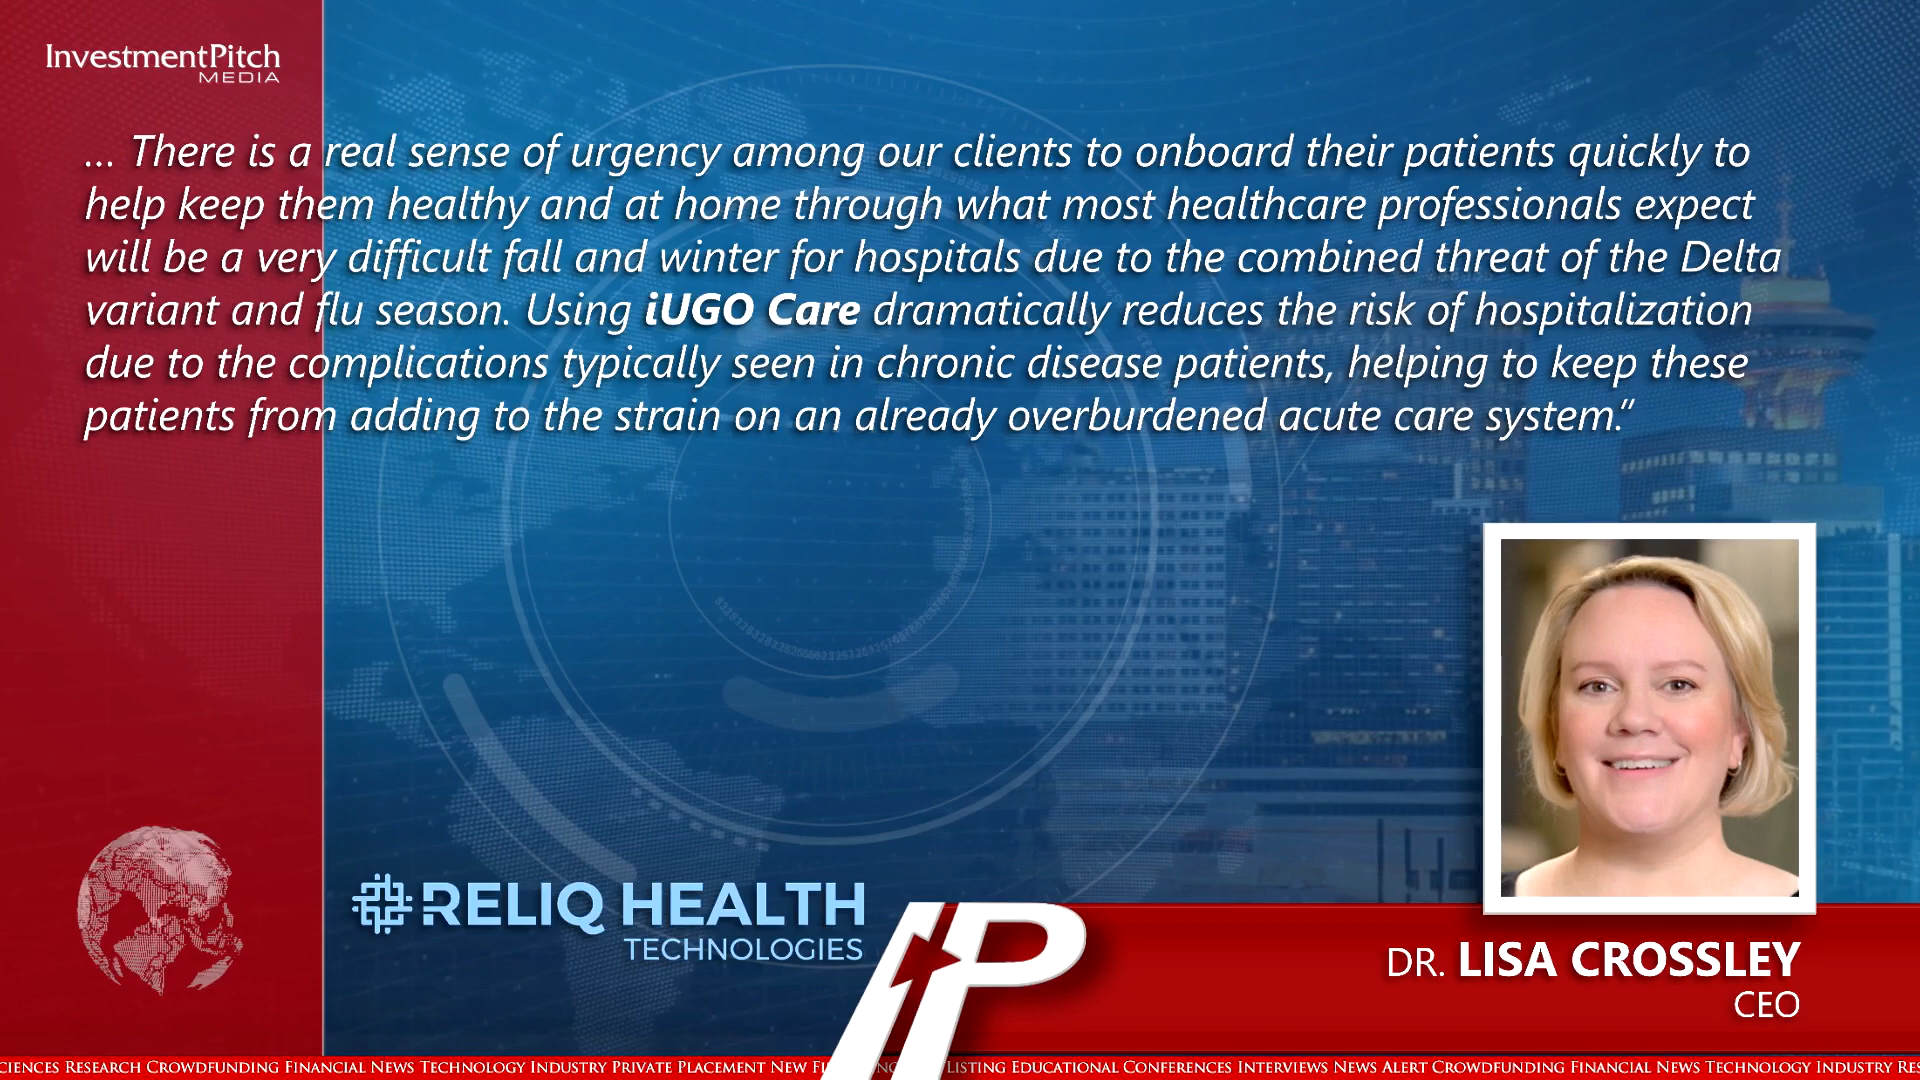 InvestmentPitch
MEDIA
... There is a real sense of urgency among our clients to onboard their patients quickly to
help keep them healthy and at home through what most healthcare professionals expect
will be a very difficult fall and winter for hospitals due to the combined threat of the Delta
variant and flu season. Using iUGO Care dramatically reduces the risk of hospitalization
due to the complications typically seen in chronic disease patients, helping to keep these
patients from adding to the strain on an already overburdened acute care system.”
RELIQ HEALTH
TECHNOLOGIES
IP
DR. LISA CROSSLEY
CEO
CIENCES RESEARCH CROWDFUNDING FINANCIAL NEWS TECHNOLOGY INDUSTRY PRIVATE PLACEMENT NEW LISTING EDUCATIONAL CONFERENCES INTERVIEWS NEWS ALERT CROWDFUNDING FINANCIAL NEWS TECHNOLOGY INDUSTRY RES